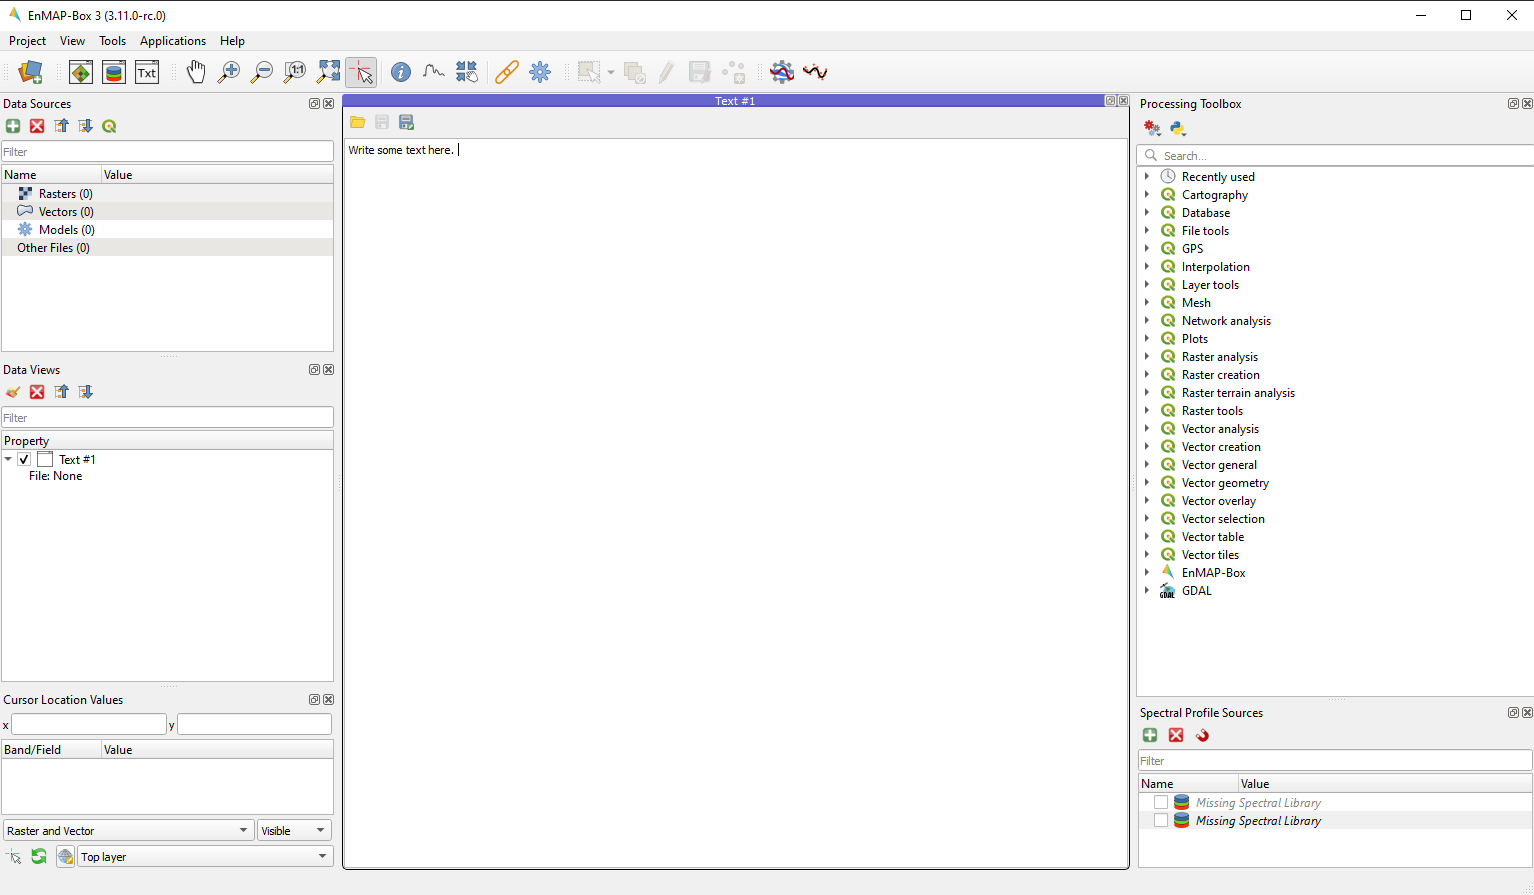 EnMAP-Box 3 (3.11.0-rc.0)
Project View Tools Applications Help
Txt
1:1
Data Sources
Filter
Name Value
Rasters (0)
Vectors (0)
Models (0)
Other Files (0)
Data Views
Filter
Property
Text #1
File: None
Cursor Location Values
x y
Band/Field Value
Raster and Vector Visible
Top layer
Text #1
Write some text here.
Processing Toolbox
Search...
Recently used
Cartography
Database
File tools
GPS
Interpolation
Layer tools
Mesh
Network analysis
Plots
Raster analysis
Raster creation
Raster terrain analysis
Raster tools
Vector analysis
Vector creation
Vector general
Vector geometry
Vector overlay
Vector selection
Vector table
Vector tiles
EnMAP-Box
GDAL GDAL
Spectral Profile Sources
Filter
Name Value
Missing Spectral Library
Missing Spectral Library